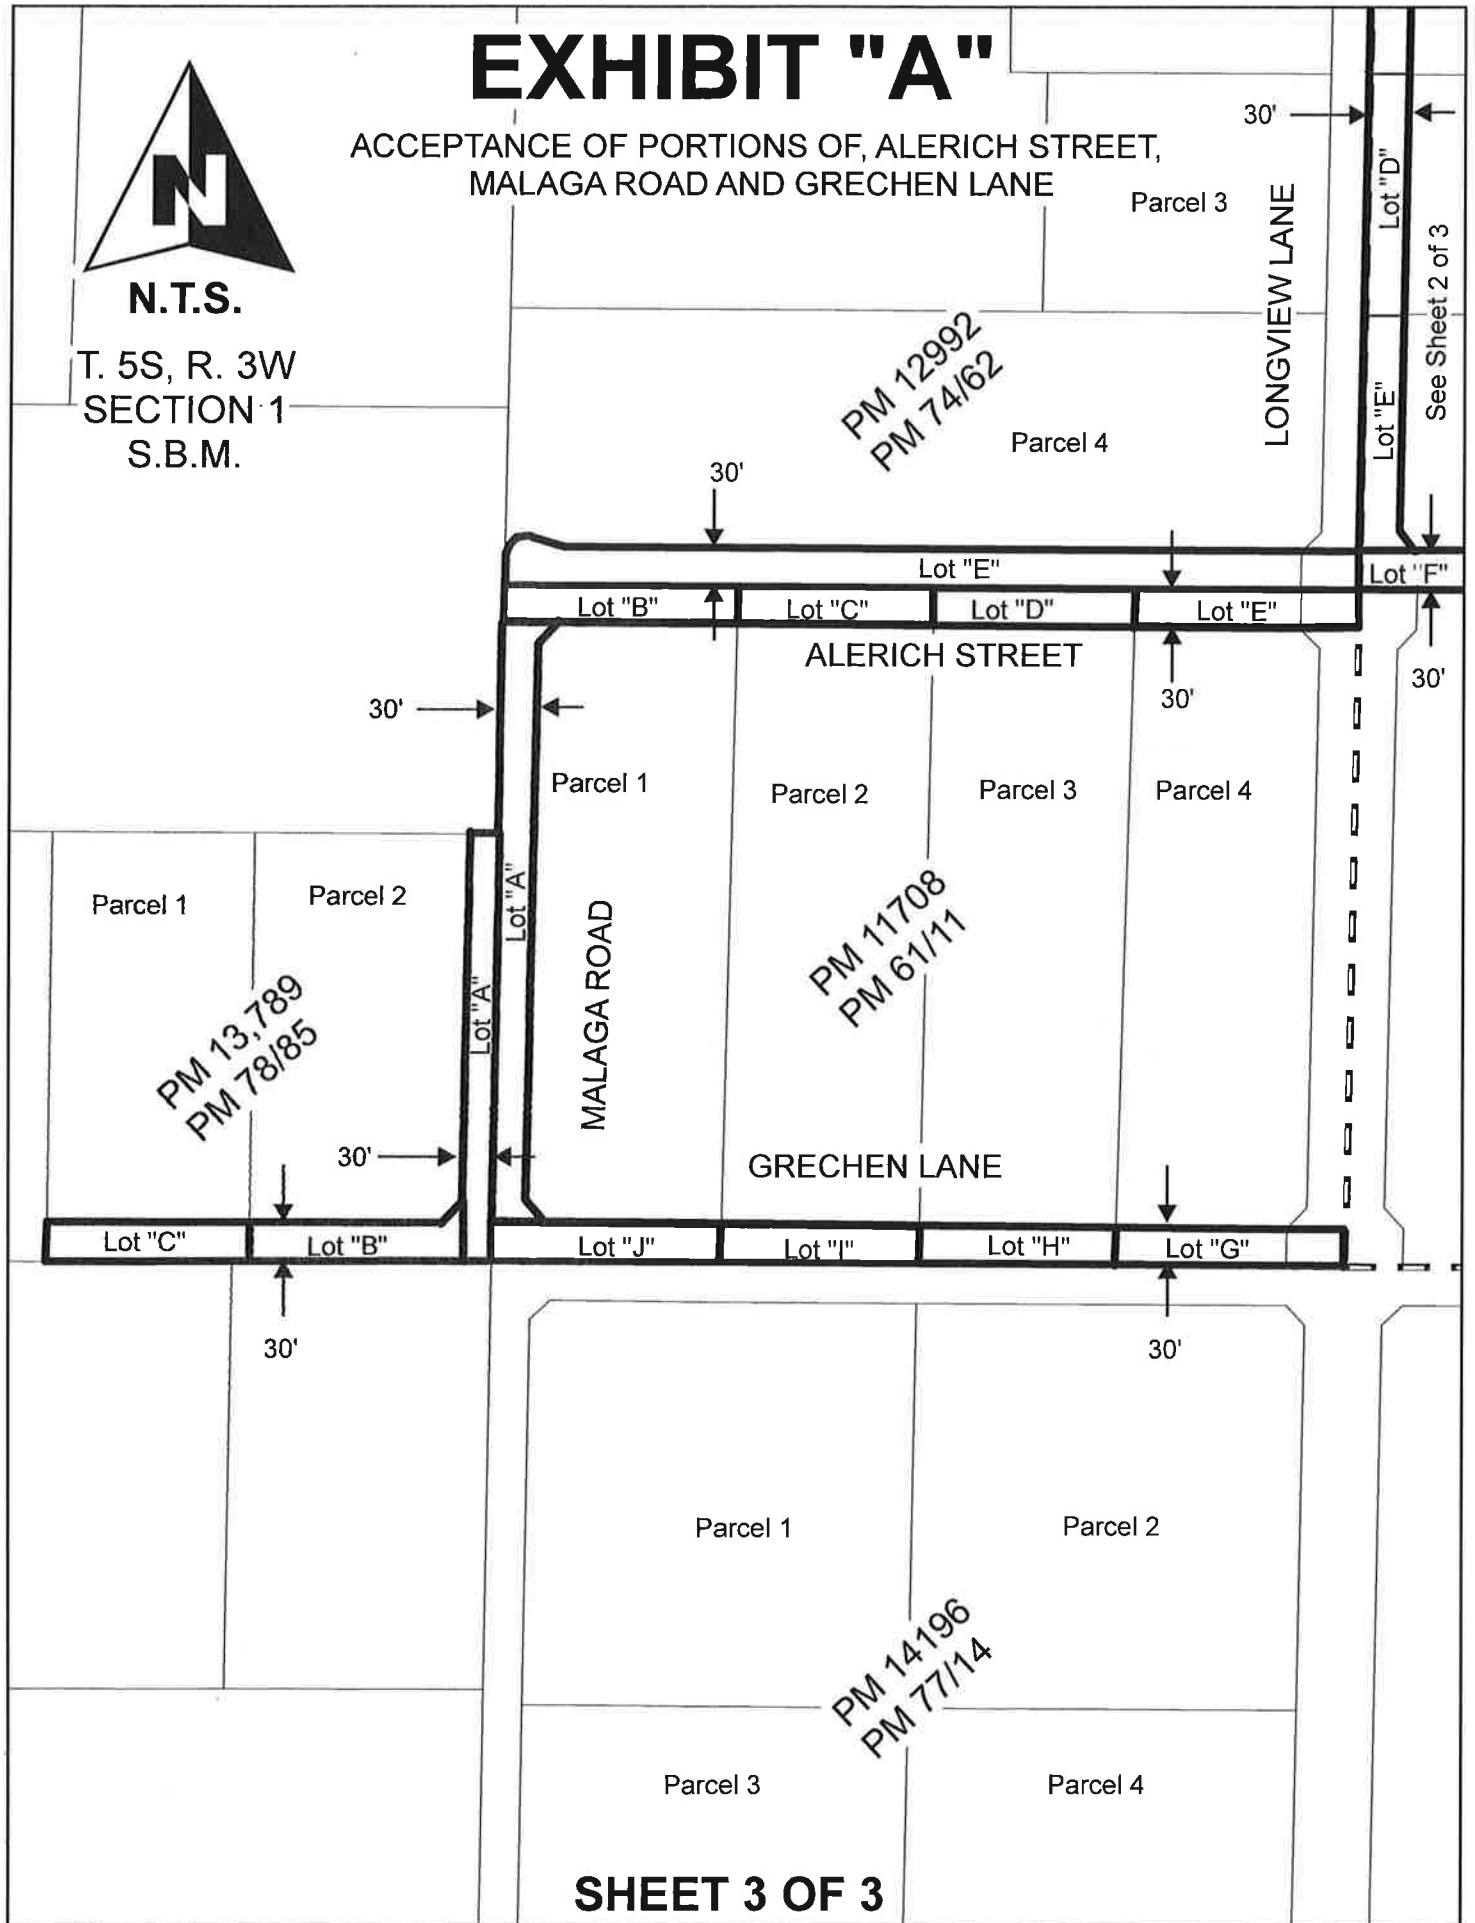 EXHIBIT "A"
ACCEPTANCE OF PORTIONS OF, ALERICH STREET,
MALAGA ROAD AND GRECHEN LANE
N
N.T.S.
T. 5S, R. 3W
SECTION 1
S.B.M.
30'
Lot "D"
Parcel 3
LONGVIEW LANE
See Sheet 2 of 3
PM 12992
PM 74/62
Parcel 4
Lot "E"
30'
Lot "E"
Lot "F"
Lot "B"
Lot "C"
Lot "D"
Lot "E"
ALERICH STREET
30'
30'
30'
Parcel 1
Parcel 2
Parcel 3
Parcel 4
Parcel 1
Parcel 2
Lot "A"
Lot "A"
MALAGA ROAD
PM 11708
PM 61/11
PM 13,789
PM 78/85
30'
GRECHEN LANE
Lot "C"
Lot "B"
Lot "J"
Lot "I"
Lot "H"
Lot "G"
30'
30'
Parcel 1
Parcel 2
PM 14196
PM 77/14
Parcel 3
Parcel 4
SHEET 3 OF 3